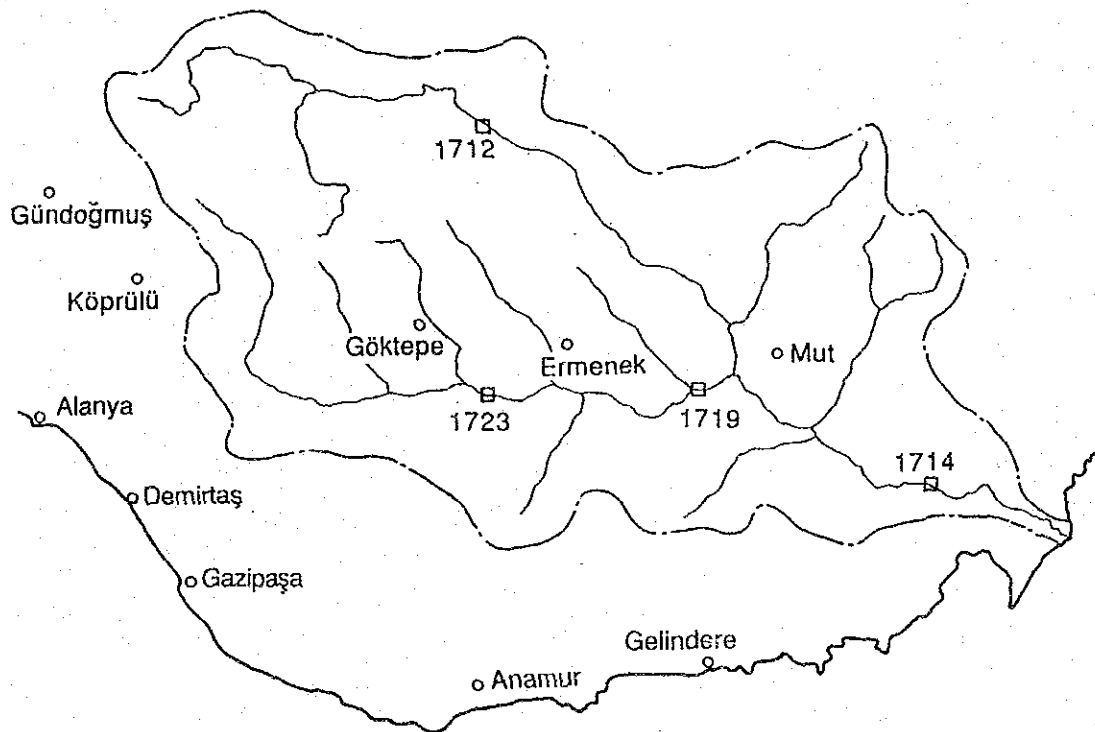 1712
Gündoğmuş
Köprülü
Göktepe
Ermenek
Mut
Alanya
1723
1719
1714
Demirtaş
Gazipaşa
Gelindere
Anamur